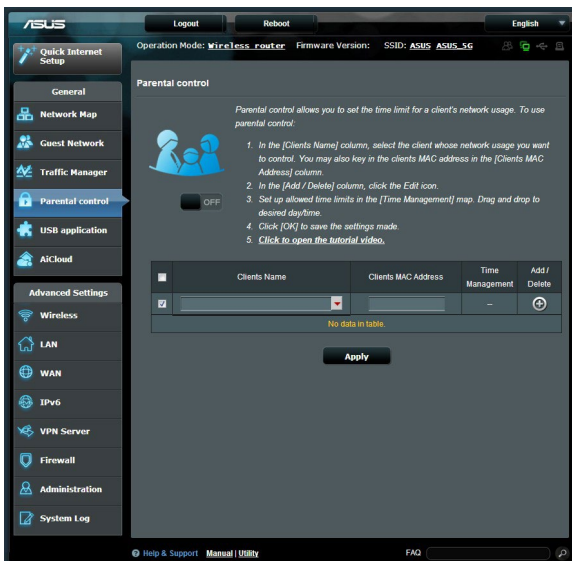 ASUS
Logout
Reboot
English
Quick Internet
Setup
Operation Mode: Wireless router Firmware Version: SSID: ASUS ASUS_5G
General
Network Map
Guest Network
Traffic Manager
Parental control
USB application
AiCloud
Advanced Settings
Wireless
LAN
WAN
IPv6
VPN Server
Firewall
Administration
System Log
Parental control
Parental control allows you to set the time limit for a client's network usage. To use
parental control:
1. In the [Clients Name] column, select the client whose network usage you want
to control. You may also key in the clients MAC address in the [Clients MAC
Address] column.
2. In the [Add / Delete] column, click the Edit icon.
3. Set up allowed time limits in the [Time Management] map. Drag and drop to
desired day/time.
4. Click [OK] to save the settings made.
5. Click to open the tutorial video.
OFF
Clients Name
Clients MAC Address
Time
Management
Add /
Delete
--
No data in table.
Apply
Help & Support Manual | Utility
FAQ